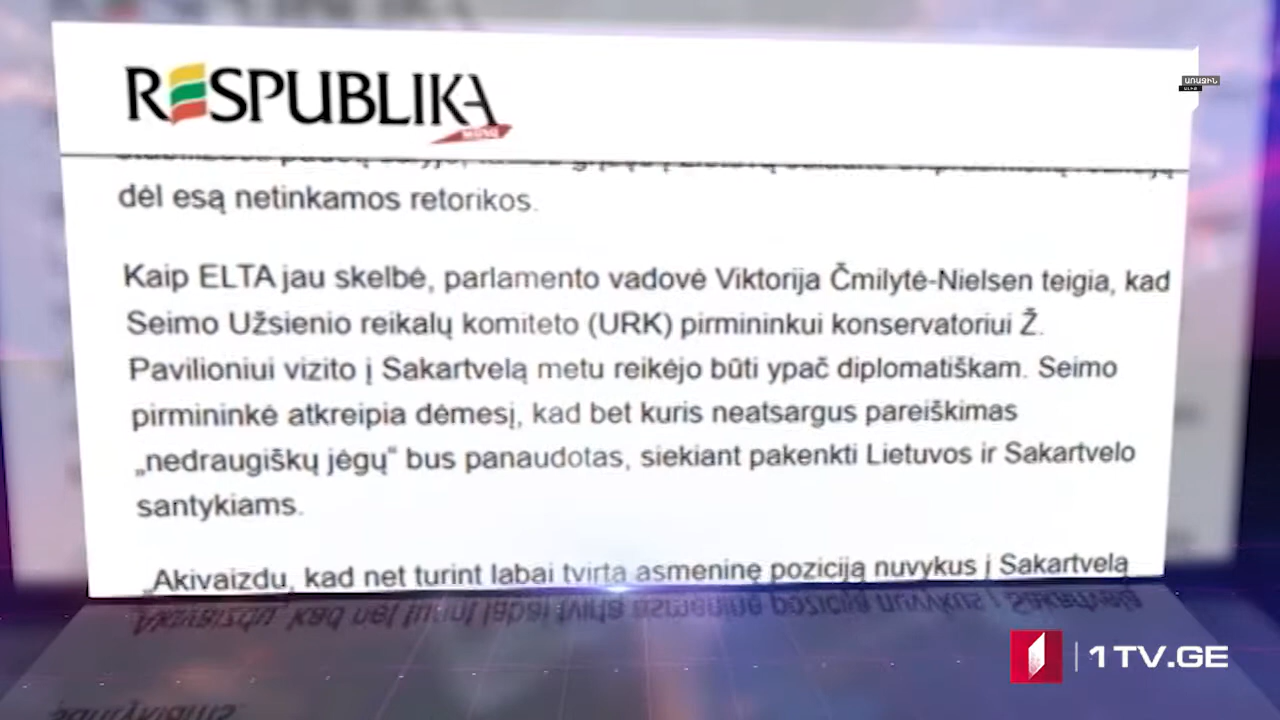 RESPUBLIKA
dėl esą netinkamos retorikos.
Kaip ELTA jau skelbė, parlamento vadovė Viktorija Čmilytė-Nielsen teigia, kad
Seimo Užsienio reikalų komiteto (URK) pirmininkui konservatoriui Ž.
Pavilioniui vizito į Sakartvelą metu reikėjo būti ypač diplomatiškam. Seimo
pirmininkė atkreipia dėmesį, kad bet kuris neatsargus pareiškimas
„nedraugiškų jėgų“ bus panaudotas, siekiant pakenkti Lietuvos ir Sakartvelo
santykiams.
„Akivaizdu, kad net turint labai tvirtą asmeninę poziciją nuvykus į Sakartvelą
ԱՌԱՋԻՆ
ԱԼԻՔ
1TV.GE